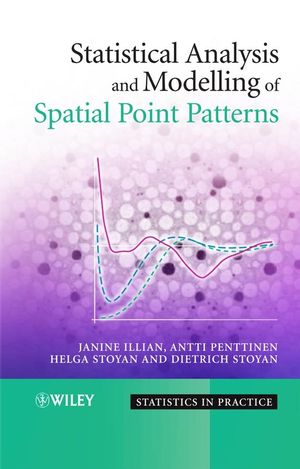 Statistical Analysis
and Modelling of
Spatial Point Patterns
JANINE ILLIAN, ANTTI PENTTINEN
HELGA STOYAN AND DIETRICH STOYAN
WILEY
STATISTICS IN PRACTICE